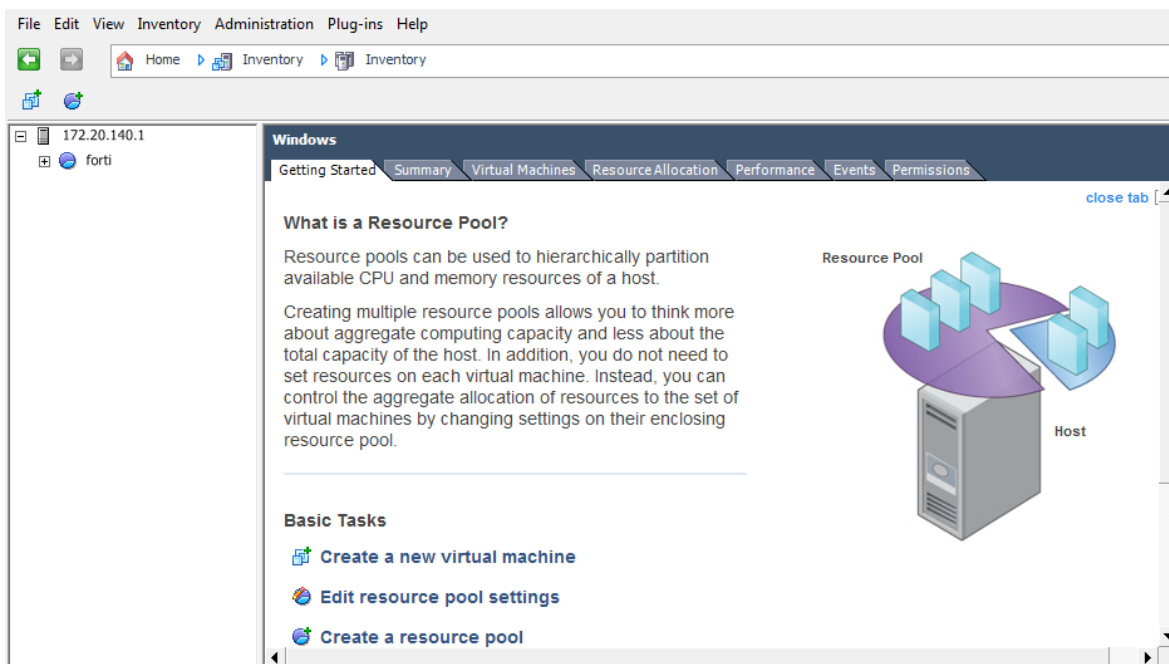 File Edit View Inventory Administration Plug-ins Help
Home Inventory Inventory
172.20.140.1
forti
Windows
Getting Started Summary Virtual Machines Resource Allocation Performance Events Permissions
close tab
What is a Resource Pool?
Resource pools can be used to hierarchically partition
available CPU and memory resources of a host.
Creating multiple resource pools allows you to think more
about aggregate computing capacity and less about the
total capacity of the host. In addition, you do not need to
set resources on each virtual machine. Instead, you can
control the aggregate allocation of resources to the set of
virtual machines by changing settings on their enclosing
resource pool.
Resource Pool
Host
Basic Tasks
Create a new virtual machine
Edit resource pool settings
Create a resource pool